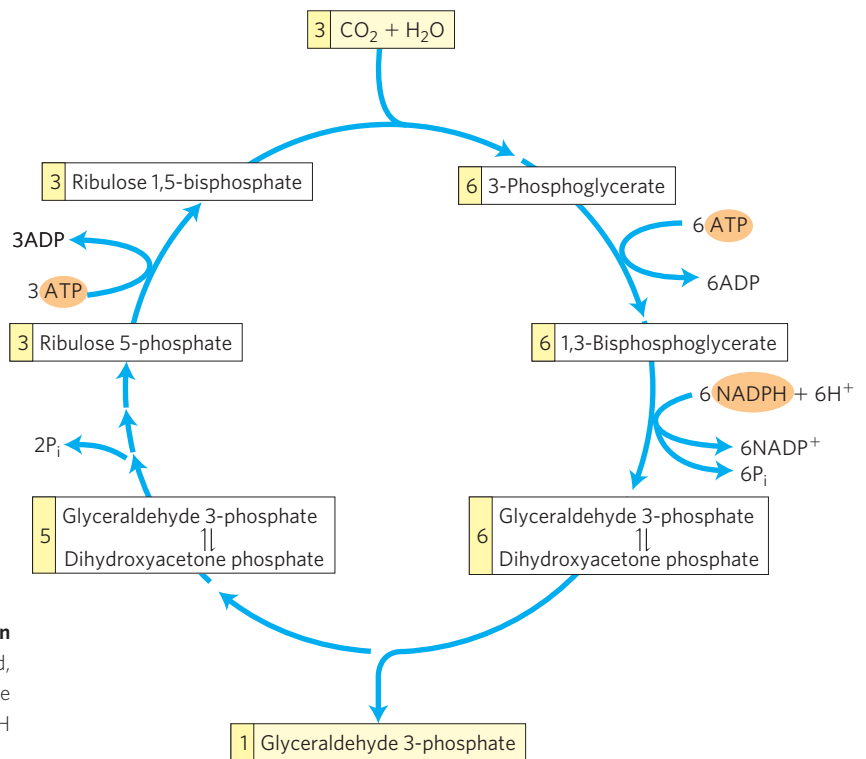 3 CO₂ + H₂O
3 Ribulose 1,5-bisphosphate
6 3-Phosphoglycerate
3ADP
3 ATP
6 ATP
6ADP
3 Ribulose 5-phosphate
6 1,3-Bisphosphoglycerate
6 NADPH + 6H⁺
6NADP⁺
6Pᵢ
2Pᵢ
5 Glyceraldehyde 3-phosphate
Dihydroxyacetone phosphate
6 Glyceraldehyde 3-phosphate
Dihydroxyacetone phosphate
n
d,
e
H
1 Glyceraldehyde 3-phosphate